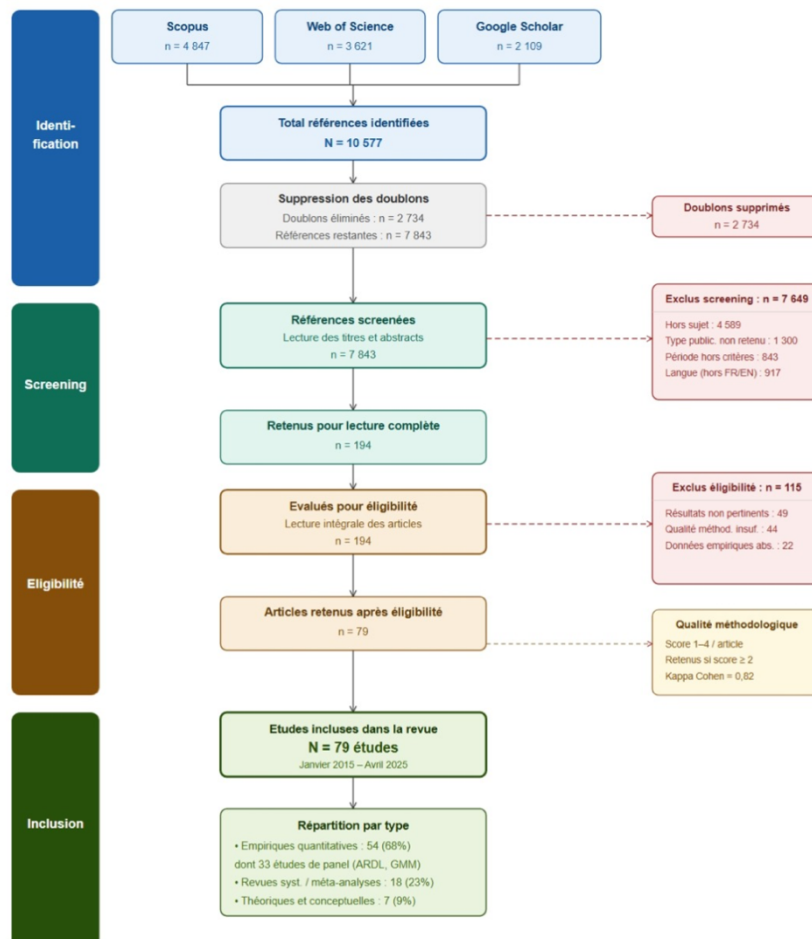 Scopus
n = 4 847
Web of Science
n = 3 621
Google Scholar
n = 2 109
Identi-
fication
Total références identifiées
N = 10 577
Suppression des doublons
Doublons éliminés : n = 2 734
Références restantes : n = 7 843
Doublons supprimés
n = 2 734
Screening
Références screenées
Lecture des titres et abstracts
n = 7 843
Exclus screening : n = 7 649
Hors sujet : 4 589
Type public. non retenu : 1 300
Période hors critères : 843
Langue (hors FR/EN) : 917
Retenus pour lecture complète
n = 194
Eligibilité
Evalués pour éligibilité
Lecture intégrale des articles
n = 194
Exclus éligibilité : n = 115
Résultats non pertinents : 49
Qualité méthod. insuf. : 44
Données empiriques abs. : 22
Articles retenus après éligibilité
n = 79
Qualité méthodologique
Score 1–4 / article
Retenus si score ≥ 2
Kappa Cohen = 0,82
Inclusion
Etudes incluses dans la revue
N = 79 études
Janvier 2015 – Avril 2025
Répartition par type
• Empiriques quantitatives : 54 (68%)
dont 33 études de panel (ARDL, GMM)
• Revues syst. / méta-analyses : 18 (23%)
• Théoriques et conceptuelles : 7 (9%)